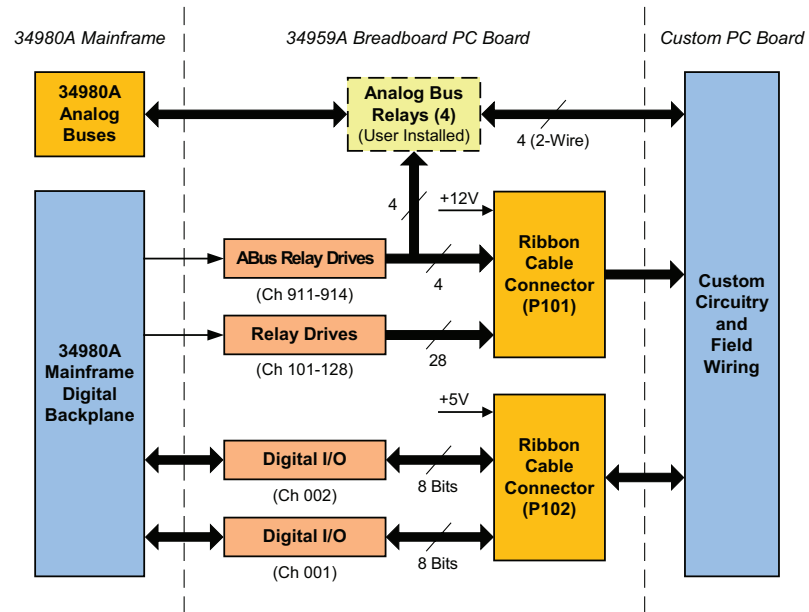 34980A Mainframe
34959A Breadboard PC Board
Custom PC Board
34980A
Analog
Buses
Analog Bus
Relays (4)
(User Installed)
4 (2-Wire)
4
+12V
ABus Relay Drives
(Ch 911-914)
4
Ribbon
Cable
Connector
(P101)
Relay Drives
(Ch 101-128)
28
34980A
Mainframe
Digital
Backplane
Custom
Circuitry
and
Field
Wiring
+5V
Digital I/O
(Ch 002)
8 Bits
Ribbon
Cable
Connector
(P102)
Digital I/O
(Ch 001)
8 Bits